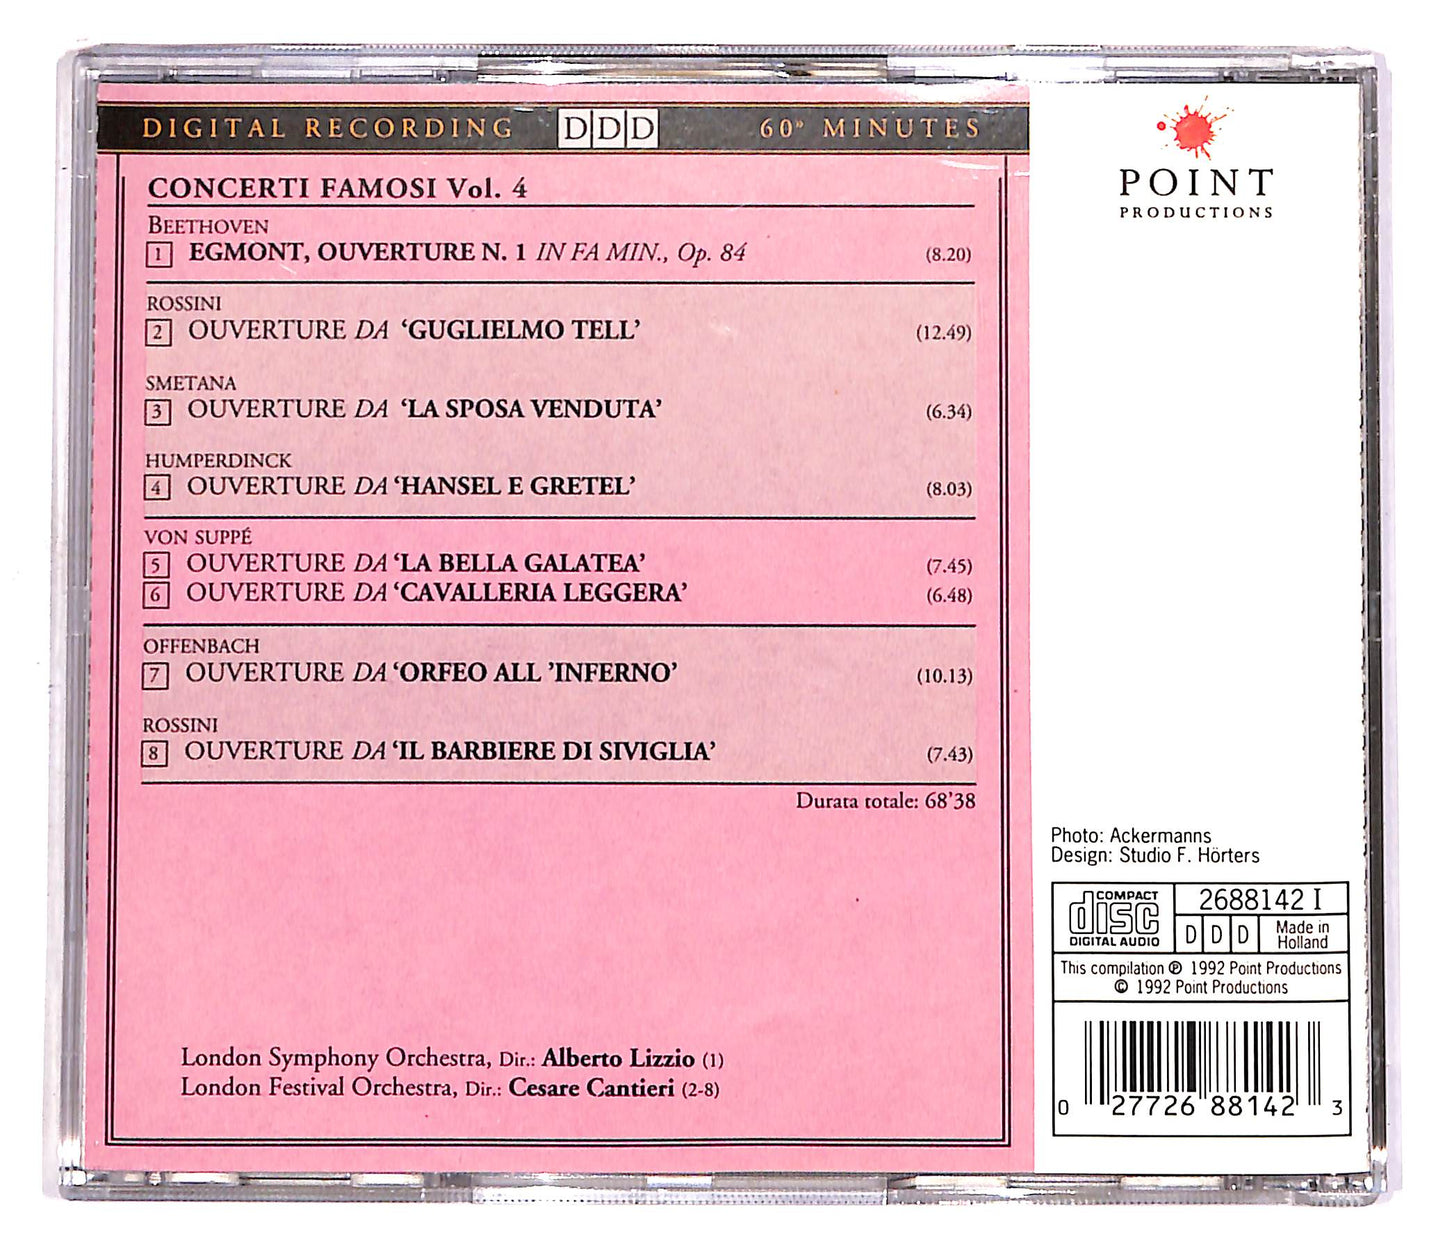 DIGITAL RECORDING DDD 60" MINUTES
CONCERTI FAMOSI Vol. 4
BEETHOVEN
1 EGMONT, OUVERTURE N. 1 IN FA MIN., Op. 84 (8.20)
ROSSINI
2 OUVERTURE DA ‘GUGLIELMO TELL’ (12.49)
SMETANA
3 OUVERTURE DA ‘LA SPOSA VENDUTA’ (6.34)
HUMPERDINCK
4 OUVERTURE DA ‘HANSEL E GRETEL’ (8.03)
VON SUPPÉ
5 OUVERTURE DA ‘LA BELLA GALATEA’ (7.45)
6 OUVERTURE DA ‘CAVALLERIA LEGGERA’ (6.48)
OFFENBACH
7 OUVERTURE DA ‘ORFEO ALL ’INFERNO’ (10.13)
ROSSINI
8 OUVERTURE DA ‘IL BARBIERE DI SIVIGLIA’ (7.43)
Durata totale: 68’38
London Symphony Orchestra, Dir.: Alberto Lizzio (1)
London Festival Orchestra, Dir.: Cesare Cantieri (2-8)
POINT
PRODUCTIONS
Photo: Ackermanns
Design: Studio F. Hörters
COMPACT
disc
DIGITAL AUDIO
2688142 I
DDD
Made in
Holland
This compilation ℗ 1992 Point Productions
© 1992 Point Productions
0 27726 88142 3